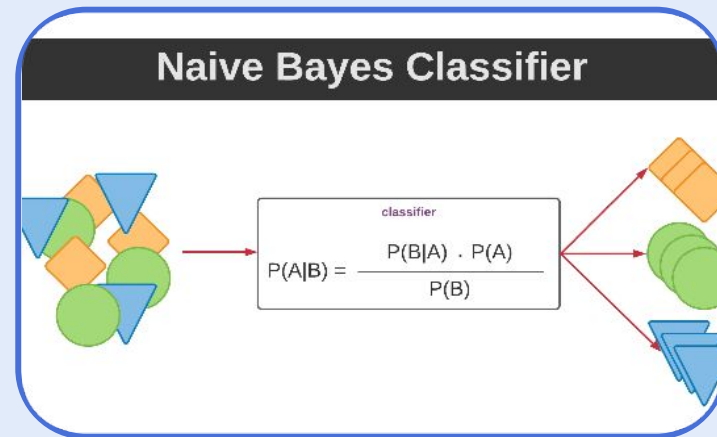 Naive Bayes Classifier
classifier
P(A|B) = P(B|A) . P(A)
P(B)